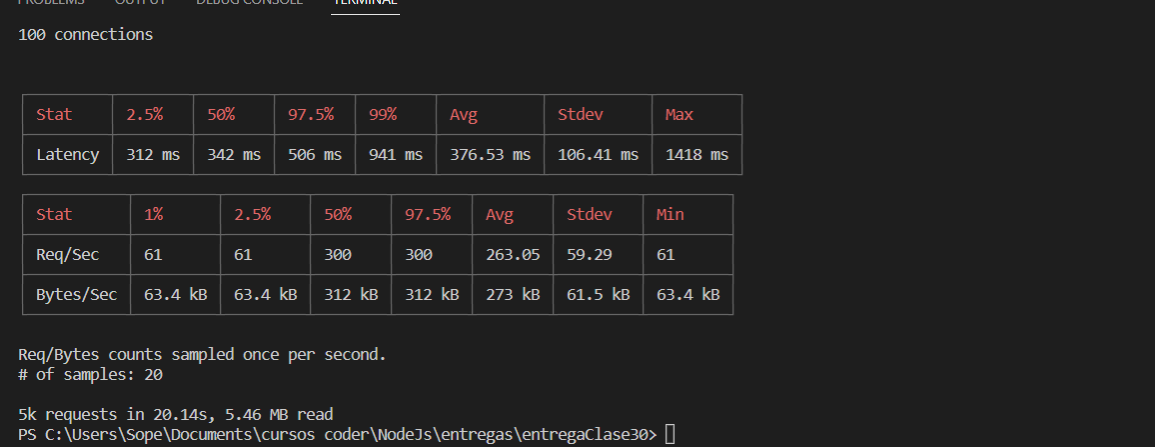 PROBLEMS OUTPUT DEBUG CONSOLE TERMINAL
100 connections
Stat 2.5% 50% 97.5% 99% Avg Stdev Max
Latency 312 ms 342 ms 506 ms 941 ms 376.53 ms 106.41 ms 1418 ms
Stat 1% 2.5% 50% 97.5% Avg Stdev Min
Req/Sec 61 61 300 300 263.05 59.29 61
Bytes/Sec 63.4 kB 63.4 kB 312 kB 312 kB 273 kB 61.5 kB 63.4 kB
Req/Bytes counts sampled once per second.
# of samples: 20
5k requests in 20.14s, 5.46 MB read
PS C:\Users\Sope\Documents\cursos coder\NodeJs\entregas\entregaClase30>